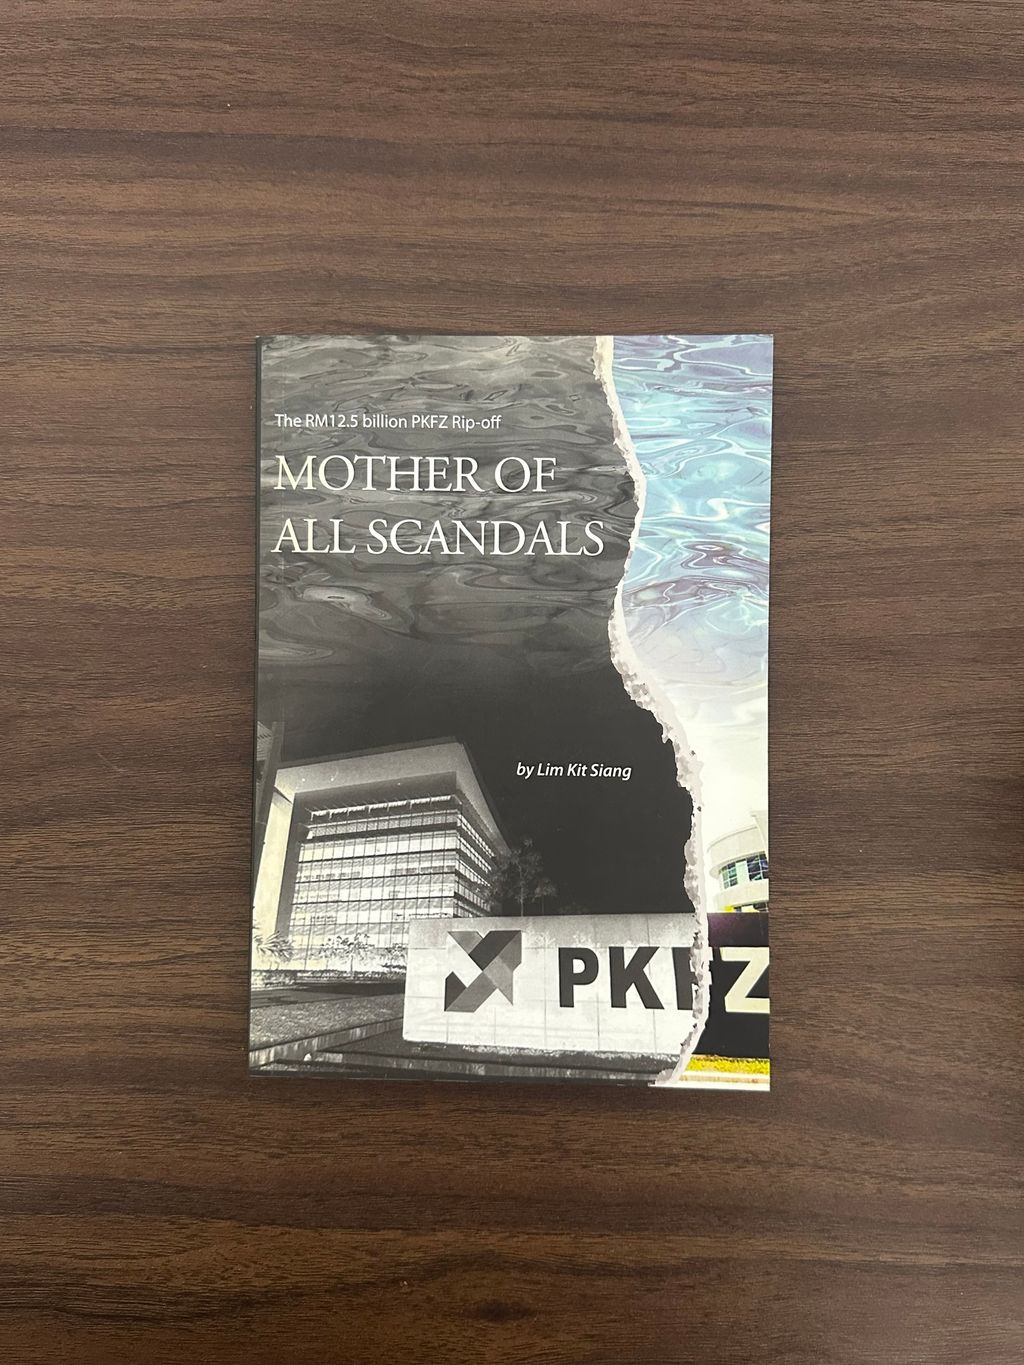 The RM12.5 billion PKFZ Rip-off
MOTHER OF
ALL SCANDALS
by Lim Kit Siang
PKFZ